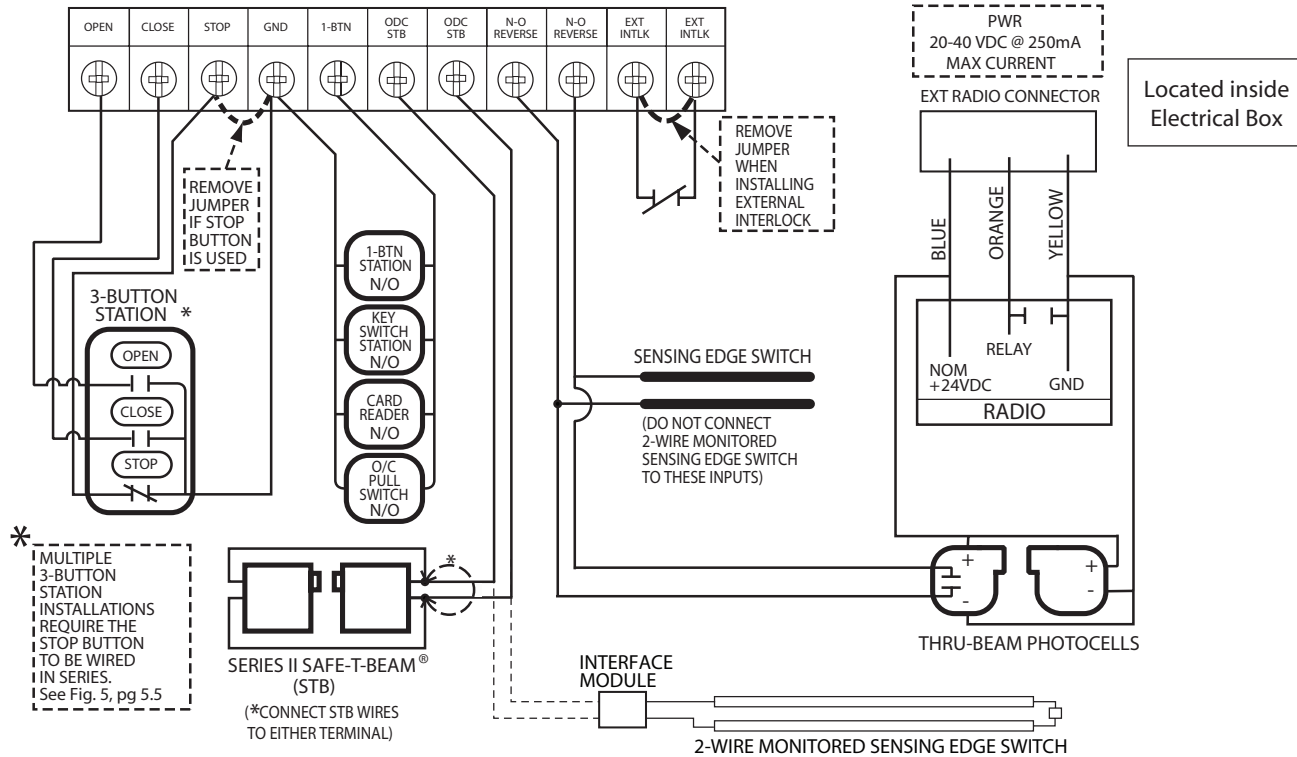 OPEN CLOSE STOP GND 1-BTN ODC STB ODC STB N-O REVERSE N-O REVERSE EXT INTLK EXT INTLK
PWR
20-40 VDC @ 250mA
MAX CURRENT
EXT RADIO CONNECTOR
Located inside
Electrical Box
REMOVE
JUMPER
IF STOP
BUTTON
IS USED
REMOVE
JUMPER
WHEN
INSTALLING
EXTERNAL
INTERLOCK
BLUE
ORANGE
YELLOW
3-BUTTON
STATION *
OPEN
CLOSE
STOP
1-BTN
STATION
N/O
KEY
SWITCH
STATION
N/O
CARD
READER
N/O
O/C
PULL
SWITCH
N/O
SENSING EDGE SWITCH
(DO NOT CONNECT
2-WIRE MONITORED
SENSING EDGE SWITCH
TO THESE INPUTS)
RELAY
NOM
+24VDC
GND
RADIO
*
MULTIPLE
3-BUTTON
STATION
INSTALLATIONS
REQUIRE THE
STOP BUTTON
TO BE WIRED
IN SERIES.
See Fig. 5, pg 5.5
*
SERIES II SAFE-T-BEAM®
(STB)
(*CONNECT STB WIRES
TO EITHER TERMINAL)
+
-
+
-
THRU-BEAM PHOTOCELLS
INTERFACE
MODULE
2-WIRE MONITORED SENSING EDGE SWITCH